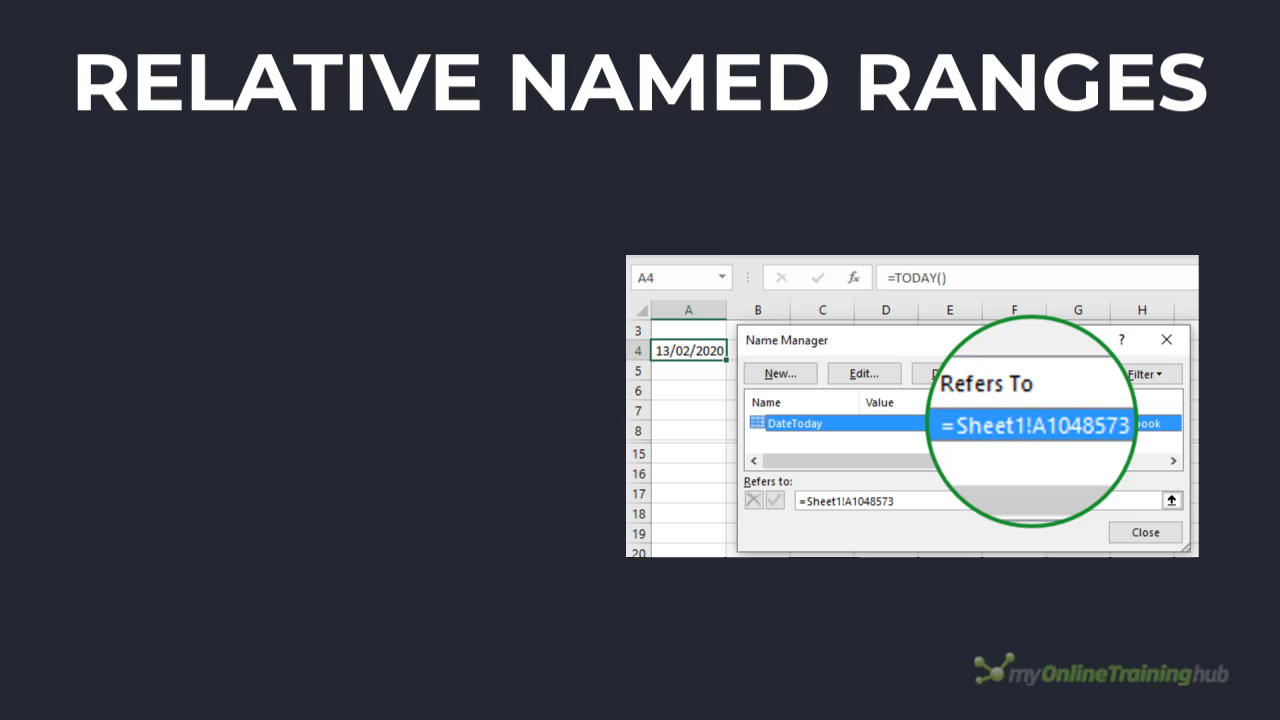 RELATIVE NAMED RANGES
A4
fx
=TODAY()
A B C D E F G H
3
4 13/02/2020
5
6
7
8
15
16
17
18
19
20
Name Manager ?
New... Edit... Filter
Name Value Refers To
DateToday =Sheet1!A1048573 book
Refers to:
=Sheet1!A1048573
Close
myOnlineTraininghub